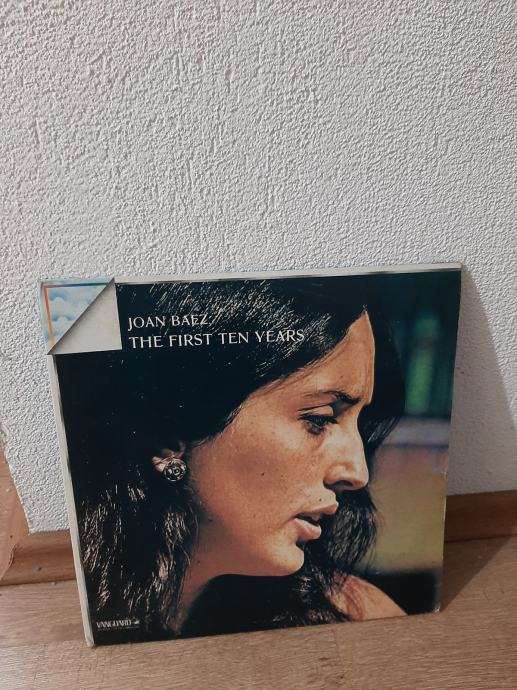 JOAN BAEZ
THE FIRST TEN YEARS
VANGUARD